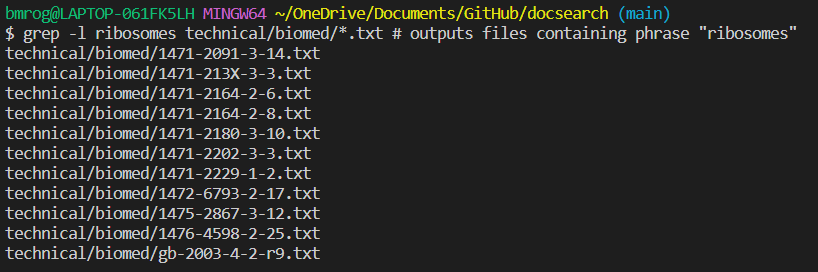 bmrog@LAPTOP-061FK5LH MINGW64 ~/OneDrive/Documents/GitHub/docsearch (main)
$ grep -l ribosomes technical/biomed/*.txt # outputs files containing phrase "ribosomes"
technical/biomed/1471-2091-3-14.txt
technical/biomed/1471-213X-3-3.txt
technical/biomed/1471-2164-2-6.txt
technical/biomed/1471-2164-2-8.txt
technical/biomed/1471-2180-3-10.txt
technical/biomed/1471-2202-3-3.txt
technical/biomed/1471-2229-1-2.txt
technical/biomed/1472-6793-2-17.txt
technical/biomed/1475-2867-3-12.txt
technical/biomed/1476-4598-2-25.txt
technical/biomed/gb-2003-4-2-r9.txt